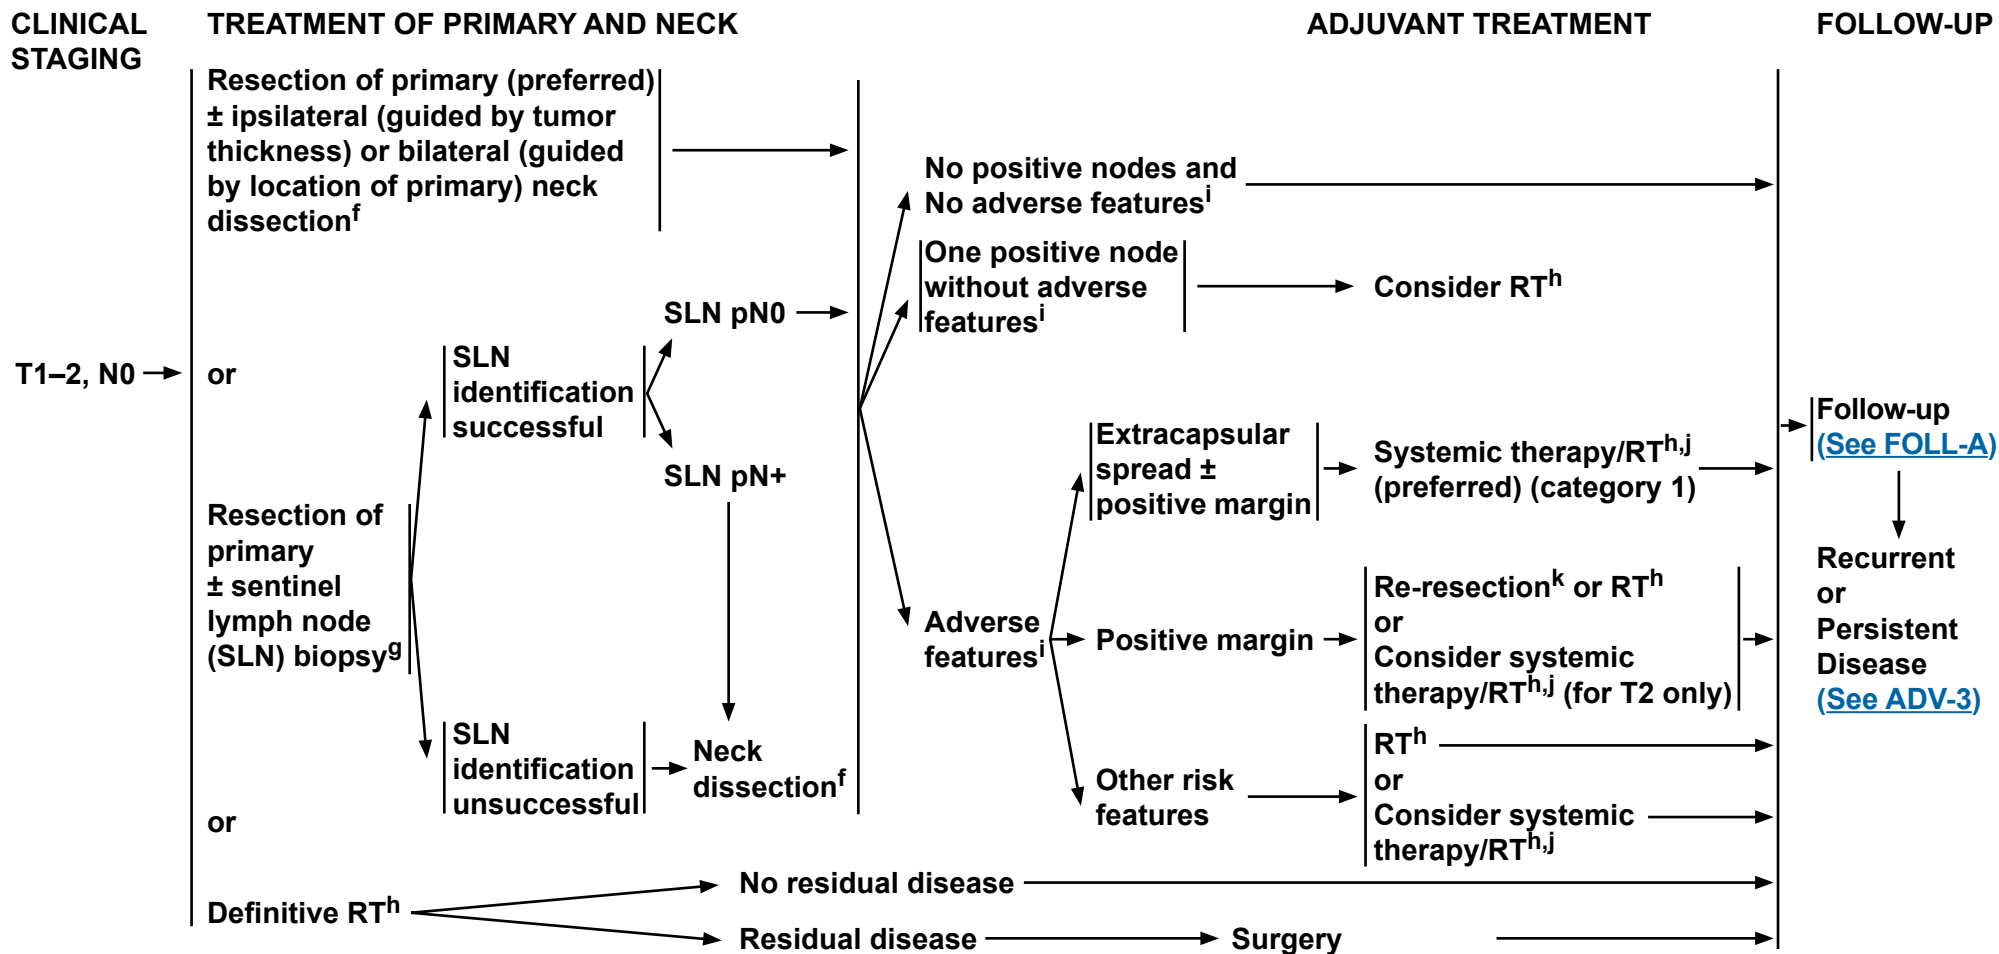 CLINICAL
STAGING
TREATMENT OF PRIMARY AND NECK
ADJUVANT TREATMENT
FOLLOW-UP
T1–2, N0
Resection of primary (preferred)
± ipsilateral (guided by tumor
thickness) or bilateral (guided
by location of primary) neck
dissectionf
or
Resection of
primary
± sentinel
lymph node
(SLN) biopsyg
SLN
identification
successful
SLN pN0
SLN pN+
SLN
identification
unsuccessful
Neck
dissectionf
or
Definitive RTh
No residual disease
Residual disease
Surgery
No positive nodes and
No adverse featuresi
One positive node
without adverse
featuresi
Consider RTh
Adverse
featuresi
Extracapsular
spread ±
positive margin
Systemic therapy/RTh,j
(preferred) (category 1)
Positive margin
Re-resectionk or RTh
or
Consider systemic
therapy/RTh,j (for T2 only)
Other risk
features
RTh
or
Consider systemic
therapy/RTh,j
Follow-up
(See FOLL-A)
Recurrent
or
Persistent
Disease
(See ADV-3)